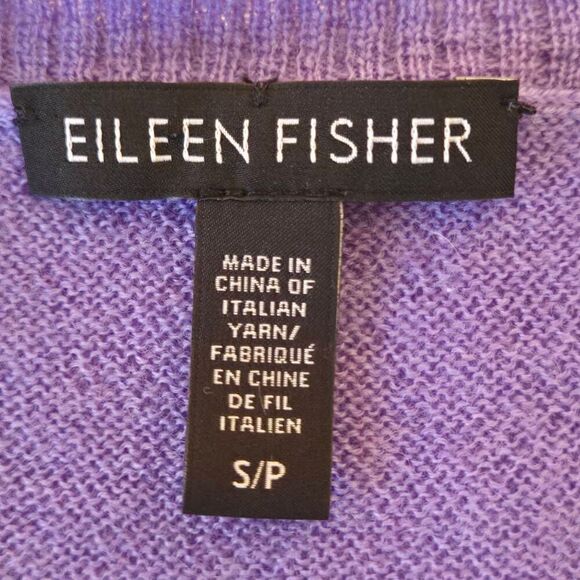 EILEEN FISHER
MADE IN
CHINA OF
ITALIAN
YARN/
FABRIQUÉ
EN CHINE
DE FIL
ITALIEN
S/P